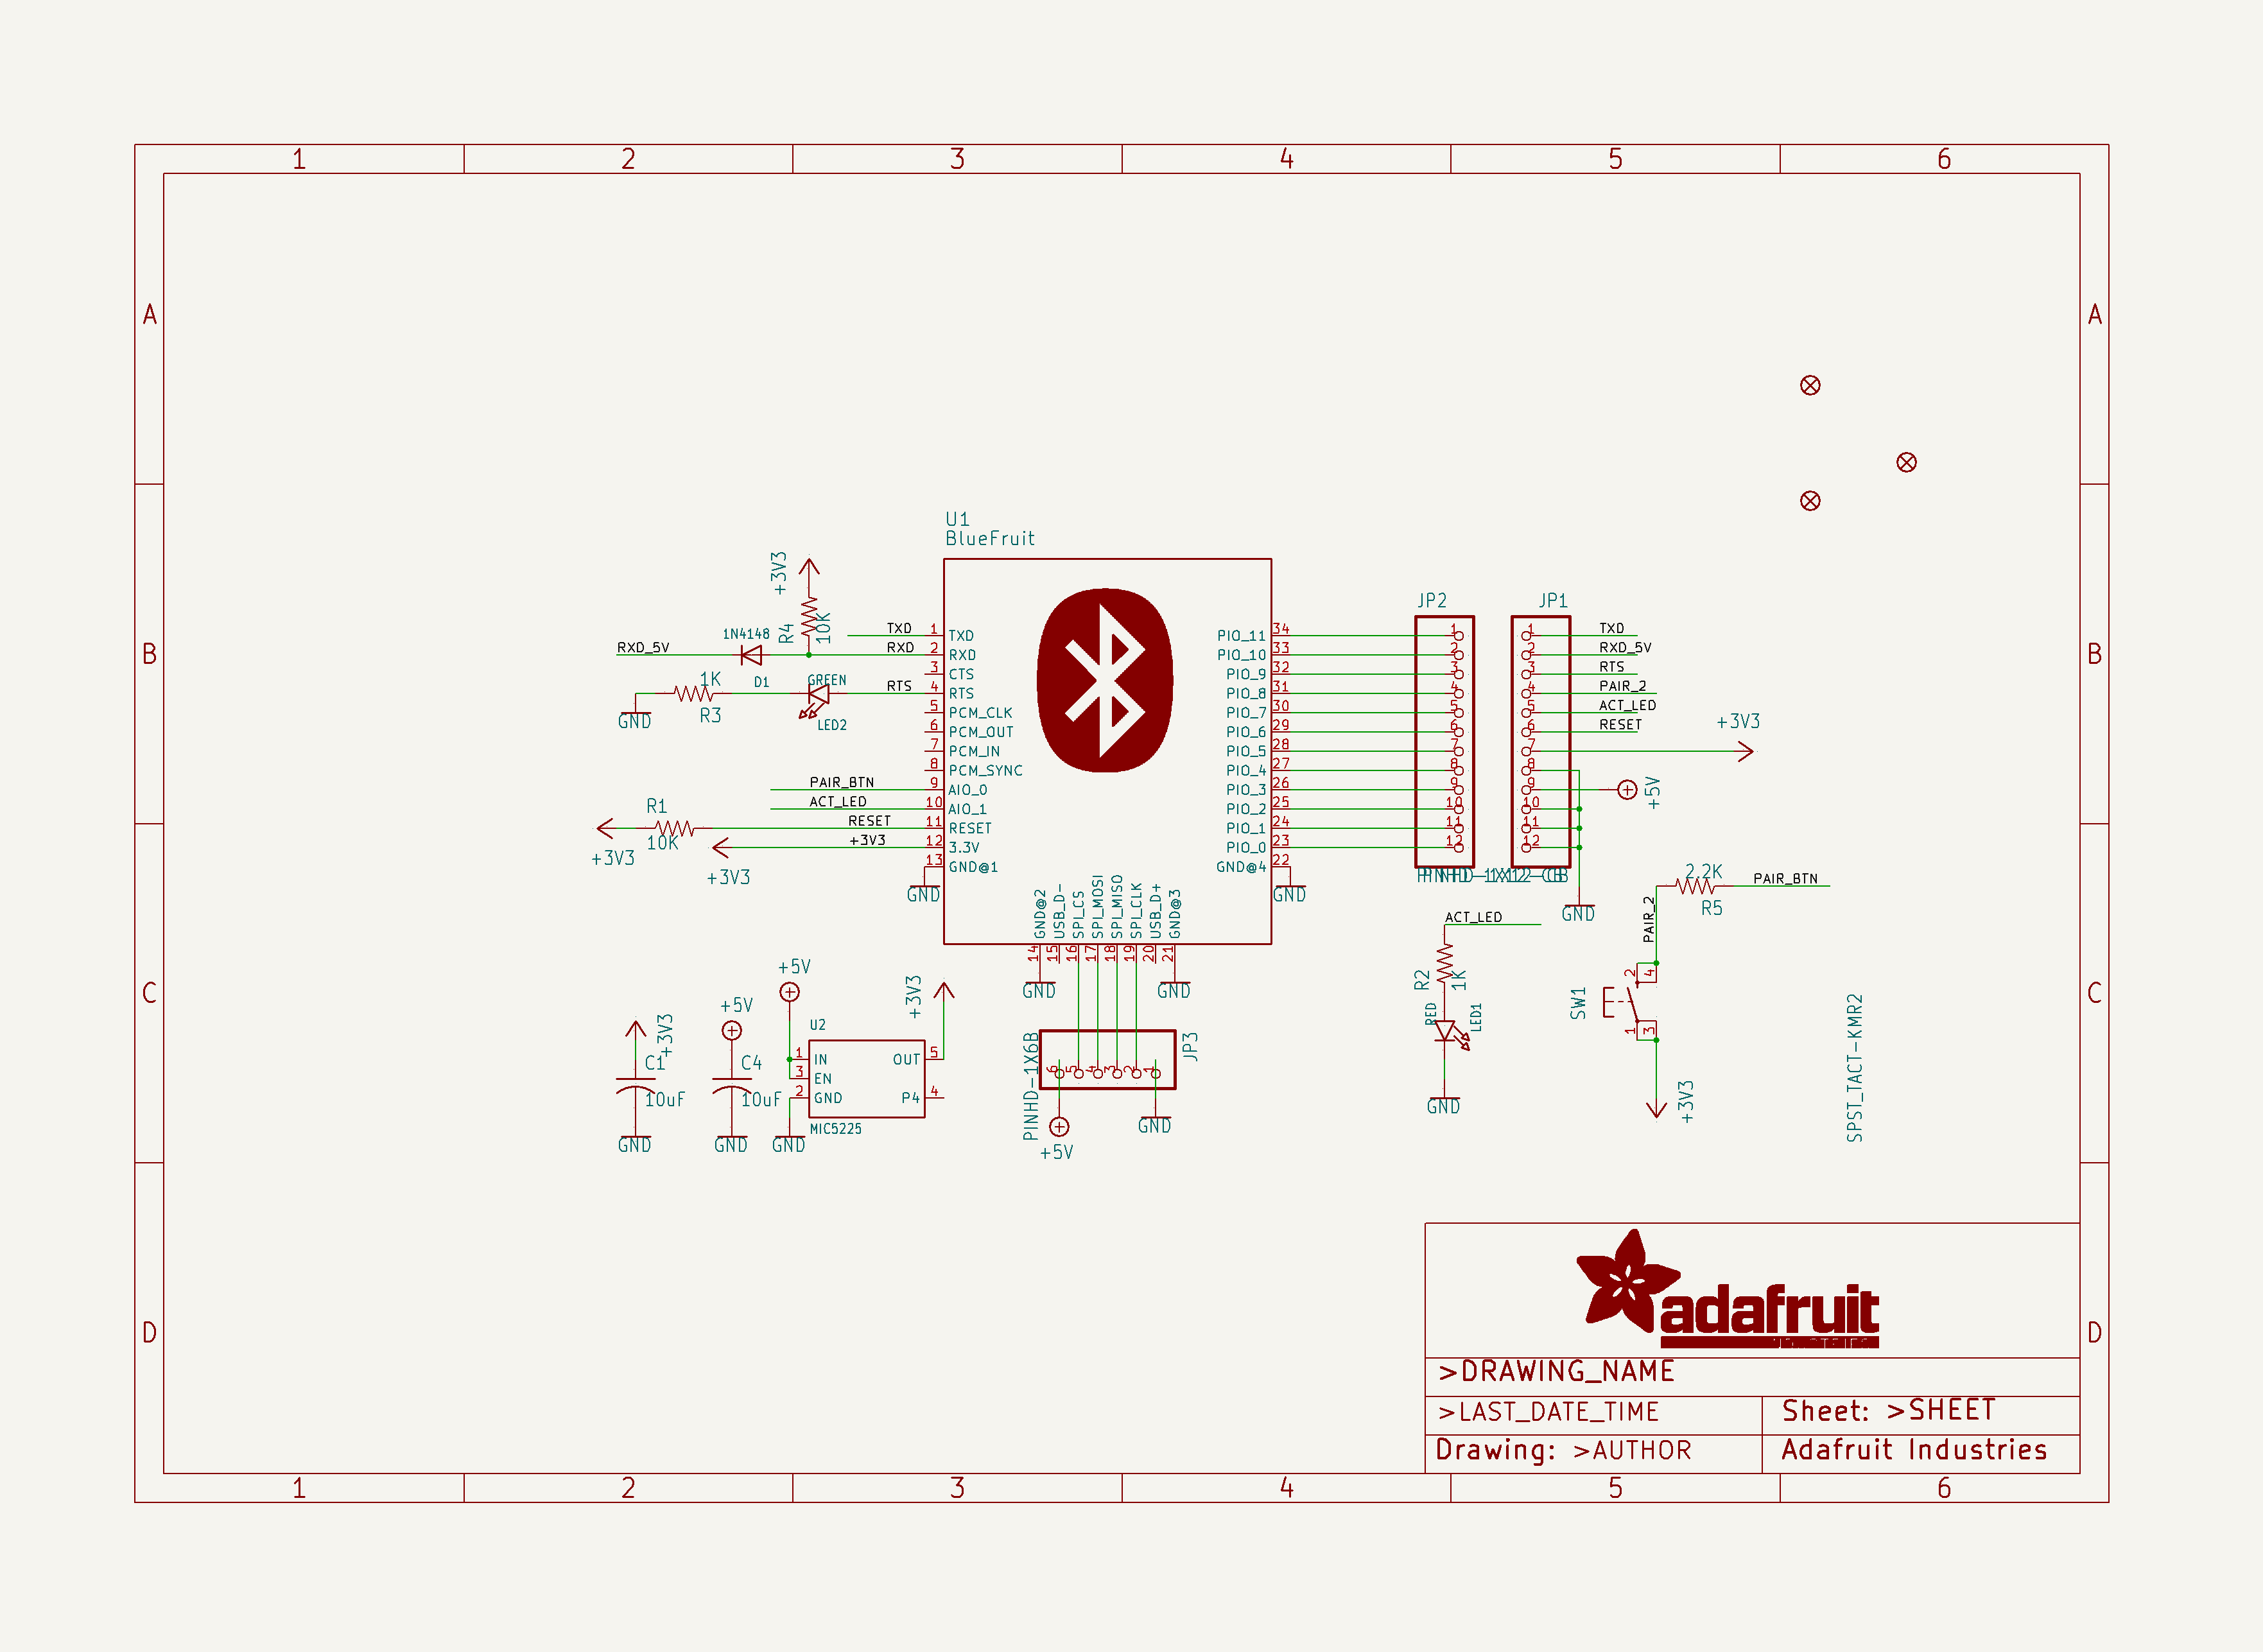 1 2 3 4 5 6
A A
B B
C C
D D
U1
BlueFruit
+3V3
R4
10K
1N4148
D1
RXD_5V
TXD
RXD
RTS
1K
R3
GND
GREEN
LED2
PAIR_BTN
ACT_LED
RESET
+3V3
R1
10K
+3V3
+3V3
GND
1 TXD
2 RXD
3 CTS
4 RTS
5 PCM_CLK
6 PCM_OUT
7 PCM_IN
8 PCM_SYNC
9 AIO_0
10 AIO_1
11 RESET
12 3.3V
13 GND@1
14 GND@2
15 USB_D-
16 SPI_CS
17 SPI_MOSI
18 SPI_MISO
19 SPI_CLK
20 USB_D+
21 GND@3
PIO_11 34
PIO_10 33
PIO_9 32
PIO_8 31
PIO_7 30
PIO_6 29
PIO_5 28
PIO_4 27
PIO_3 26
PIO_2 25
PIO_1 24
PIO_0 23
GND@4 22
GND
GND
GND
JP2
1
2
3
4
5
6
7
8
9
10
11
12
JP1
1 TXD
2 RXD_5V
3 RTS
4 PAIR_2
5 ACT_LED
6 RESET
7
8
9
10
11
12
+3V3
+5V
GND
2.2K
R5
PAIR_BTN
PAIR_2
2 4
1 3
SW1
SPST_TACT-KMR2
+3V3
ACT_LED
R2
1K
RED
LED1
GND
+3V3
C1
10uF
GND
+5V
C4
10uF
GND
+5V
U2
1 IN
3 EN
2 GND
OUT 5
P4 4
MIC5225
GND
+3V3
PINHD-1X6B
JP3
6 5 4 3 2 1
+5V
GND
adafruit
>DRAWING_NAME
>LAST_DATE_TIME
Sheet: >SHEET
Drawing: >AUTHOR
Adafruit Industries
1 2 3 4 5 6